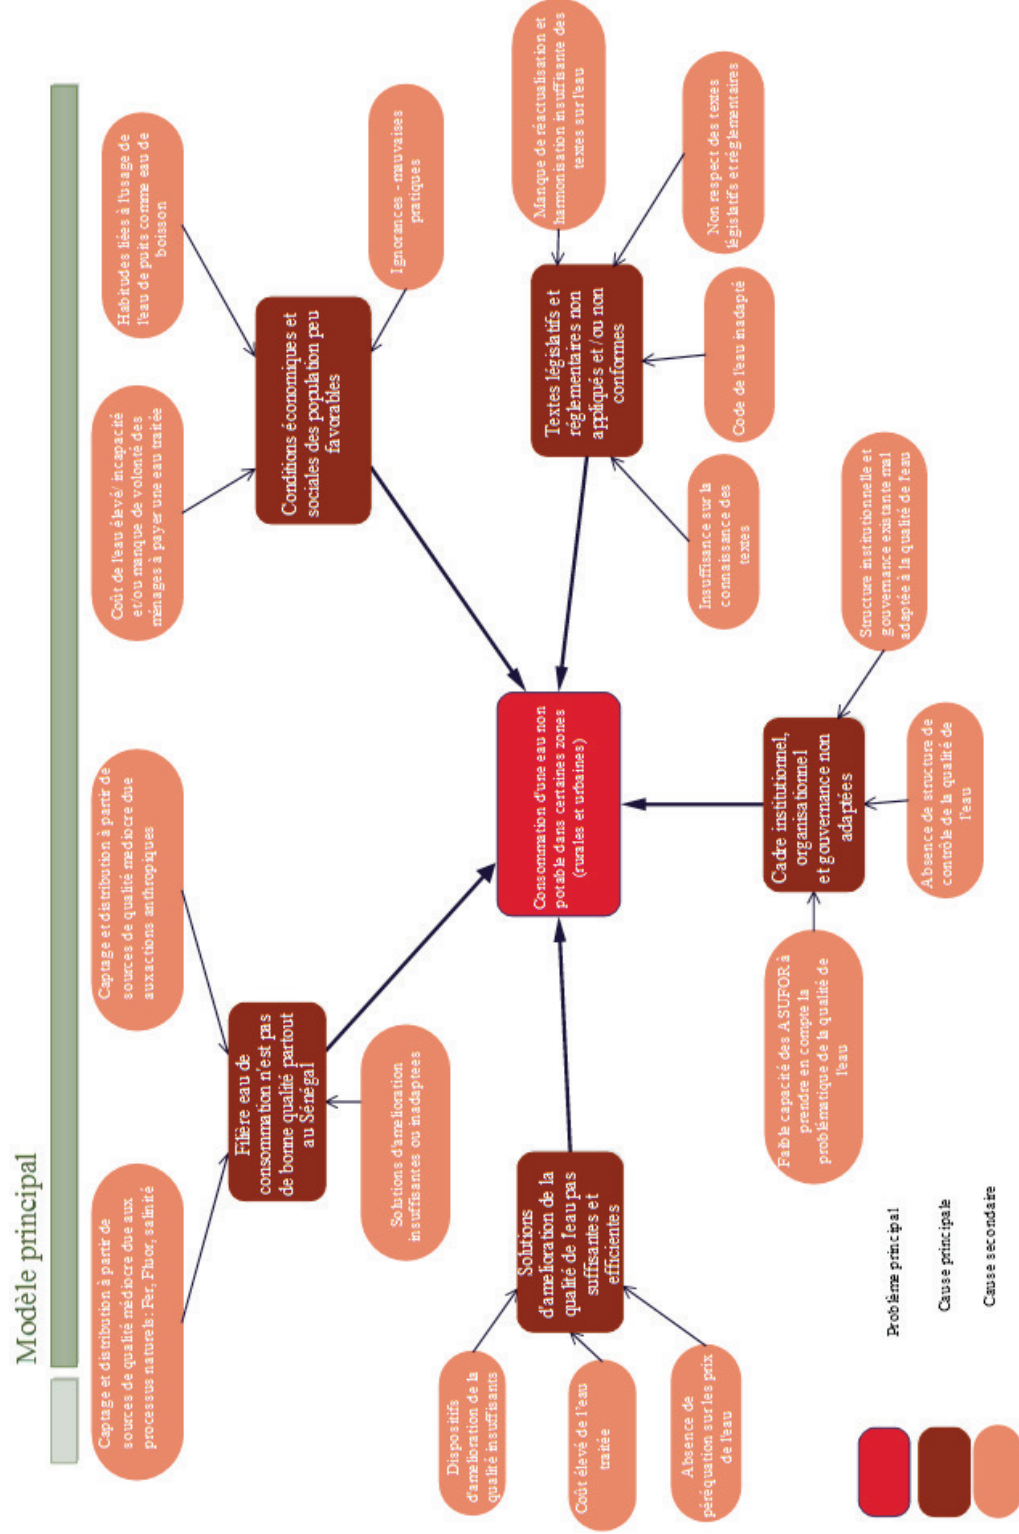 Modèle principal
Captage et distribution à partir de
sources de qualité médiocre due aux
processus naturels: Fer, Fluor, salinité
Captage et distribution à partir de
sources de qualité médiocre due
auxactions anthropiques
Coût de l'eau élevé/ incapacité
et/ou manque de volonté des
ménages à payer une eau traitée
Habitudes liées à l'usage de
l'eau de puits comme eau de
boisson
Filière eau de
consommation n'est pas
de bonne qualité partout
au Sénégal
Conditions économiques et
sociales des population peu
favorables
Solutions d'amelioration
insuffisantes ou inadaptées
Ignorances - mauvaises
pratiques
Dispositifs
d'amelioration de la
qualité insuffisants
Solutions
d'amelioration de la
qualité de l'eau pas
suffisantes et
efficientes
Consommation d'une eau non
potable dans certaines zones
(rurales et urbaines)
Textes législatifs et
réglementaires non
appliqués et /ou non
conformes
Manque de réactualisation et
harmonisation insuffisante des
textes sur l'eau
Coût élevé de l'eau
traitée
Absence de
péréquation sur les prix
de l'eau
Insuffisance sur la
connaissance des
textes
Code de l'eau inadapté
Non respect des textes
législatifs et réglementaires
Faible capacité des ASUFOR à
prendre en compte la
problématique de la qualité de
l'eau
Cadre institutionnel,
organisationnel
et gouvernance non
adaptées
Structure institutionnelle et
gouvernance existante mal
adaptée à la qualité de l'eau
Absence de structure de
contrôle de la qualité de
l'eau
Problème principal
Cause principale
Cause secondaire